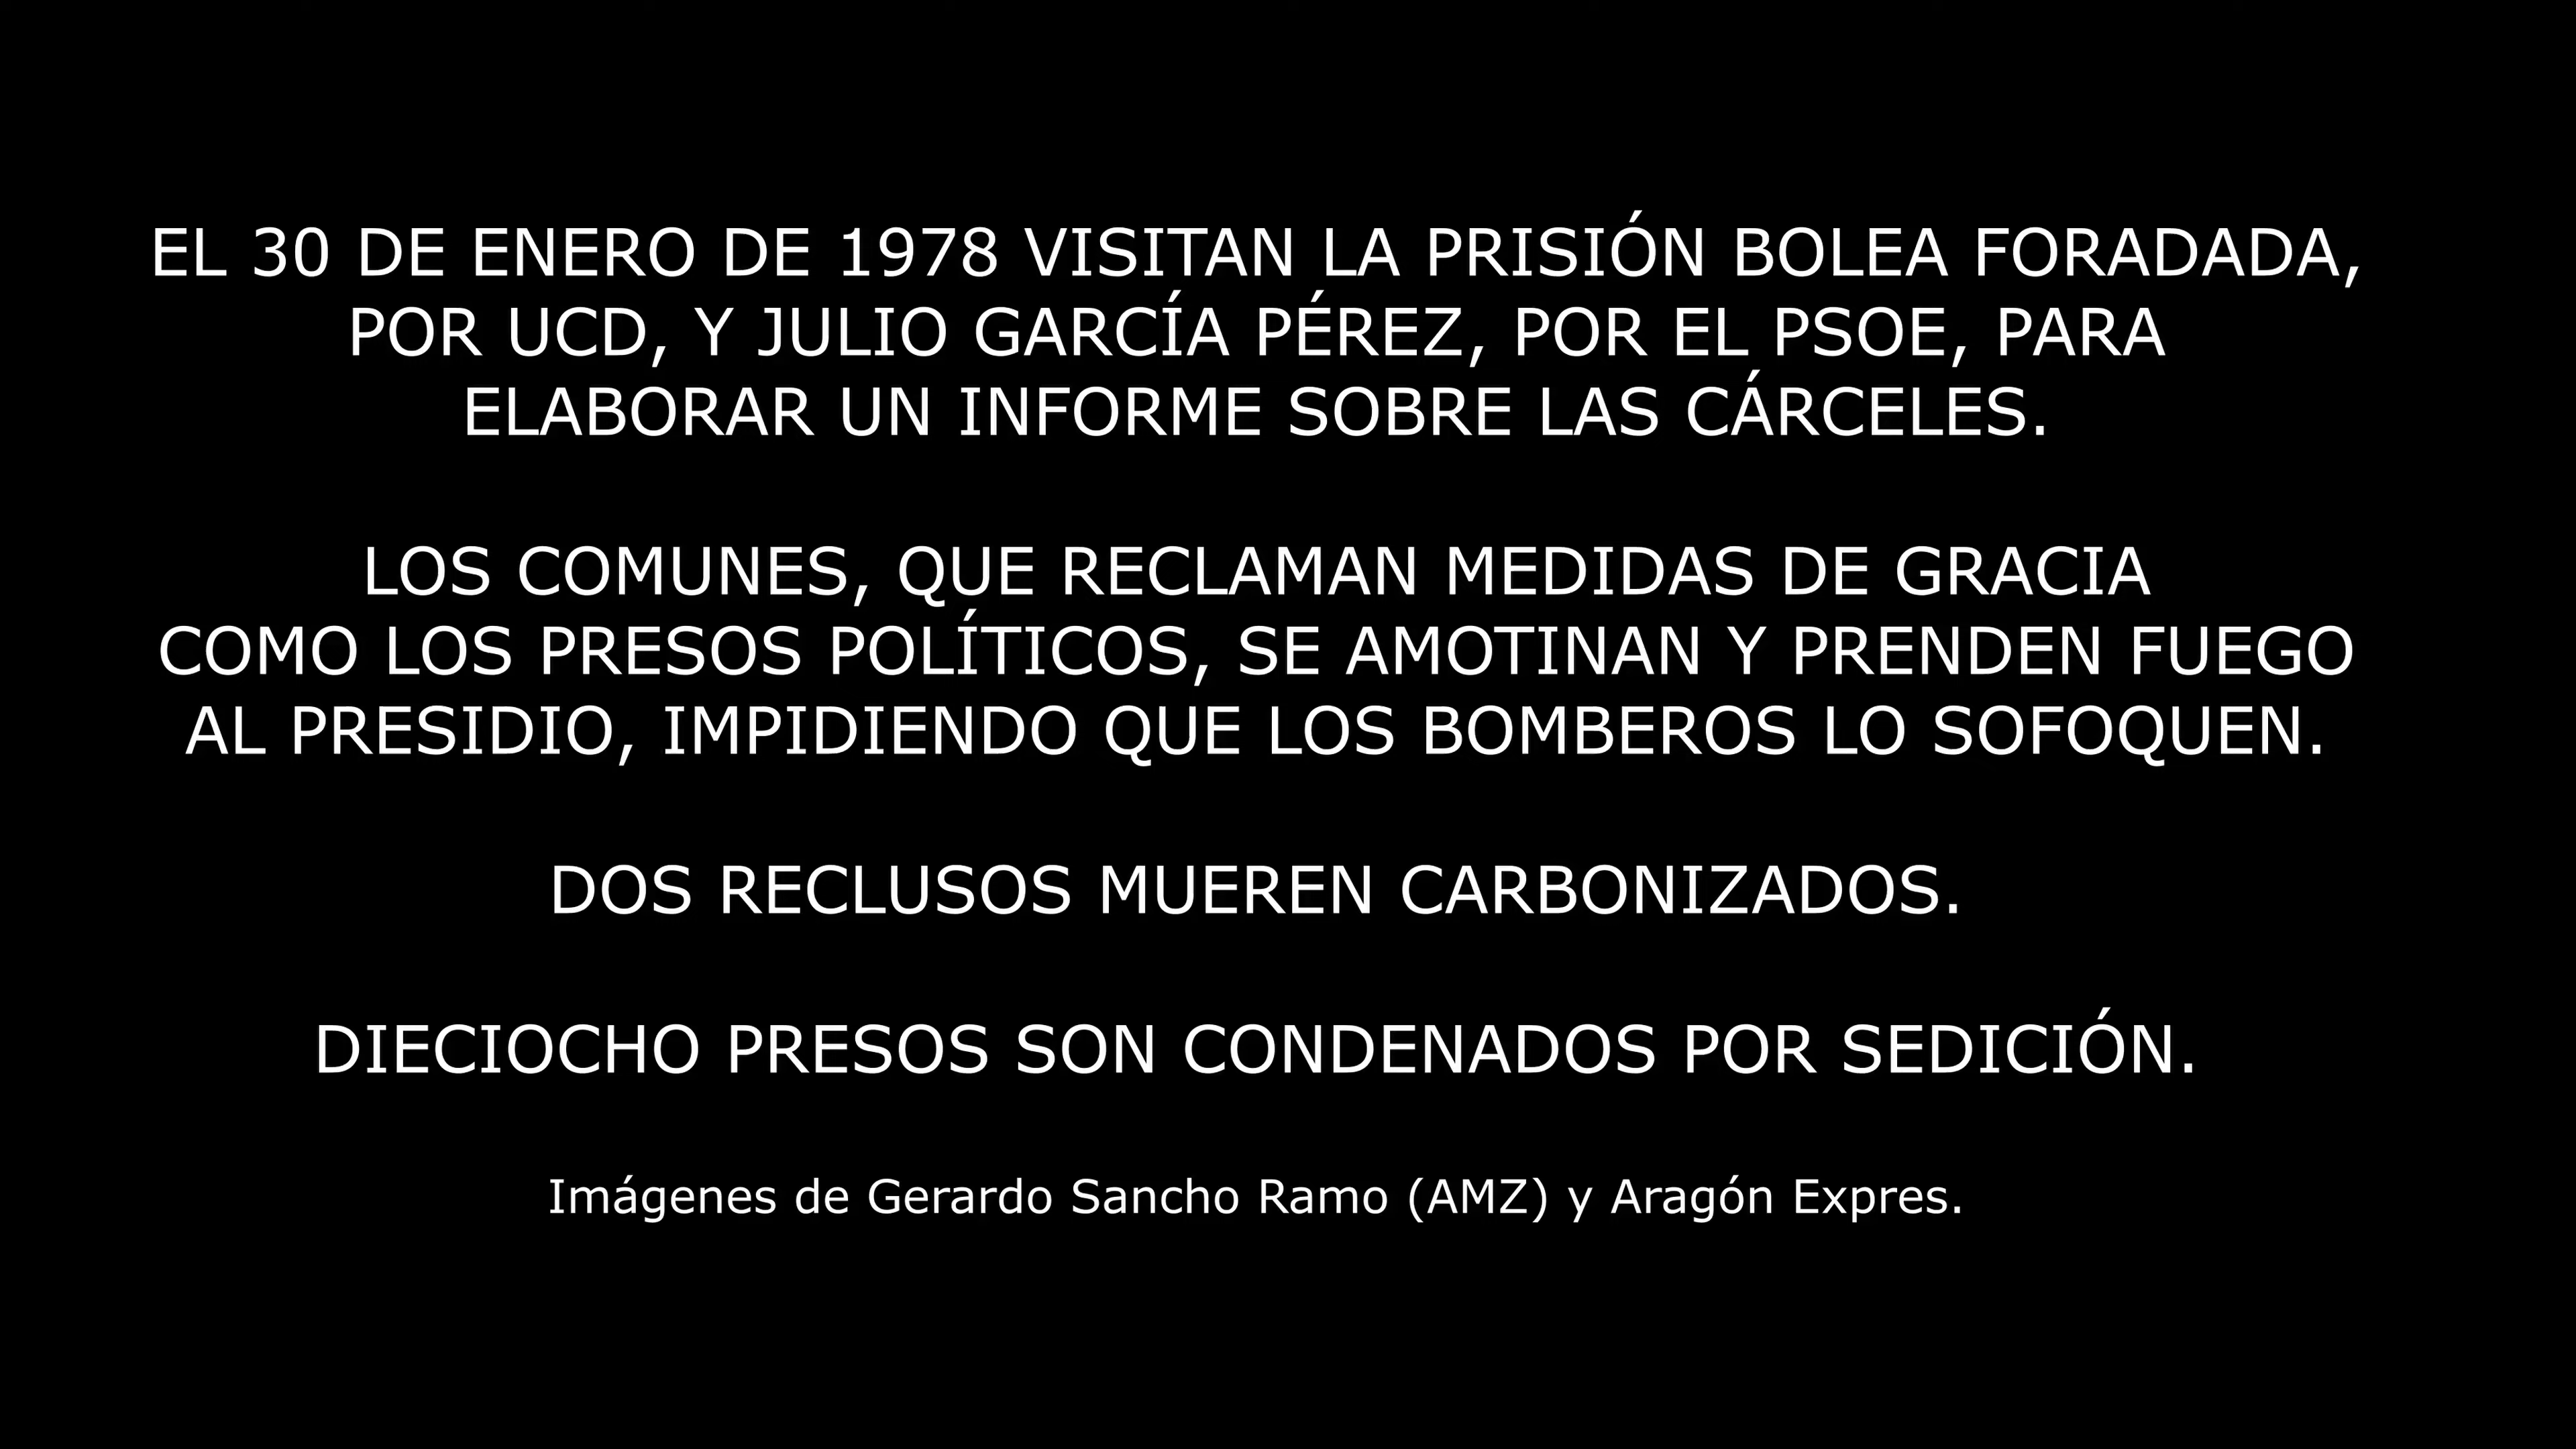 EL 30 DE ENERO DE 1978 VISITAN LA PRISIÓN BOLEA FORADADA,
POR UCD, Y JULIO GARCÍA PÉREZ, POR EL PSOE, PARA
ELABORAR UN INFORME SOBRE LAS CÁRCELES.
LOS COMUNES, QUE RECLAMAN MEDIDAS DE GRACIA
COMO LOS PRESOS POLÍTICOS, SE AMOTINAN Y PRENDEN FUEGO
AL PRESIDIO, IMPIDIENDO QUE LOS BOMBEROS LO SOFOQUEN.
DOS RECLUSOS MUEREN CARBONIZADOS.
DIECIOCHO PRESOS SON CONDENADOS POR SEDICIÓN.
Imágenes de Gerardo Sancho Ramo (AMZ) y Aragón Expres.